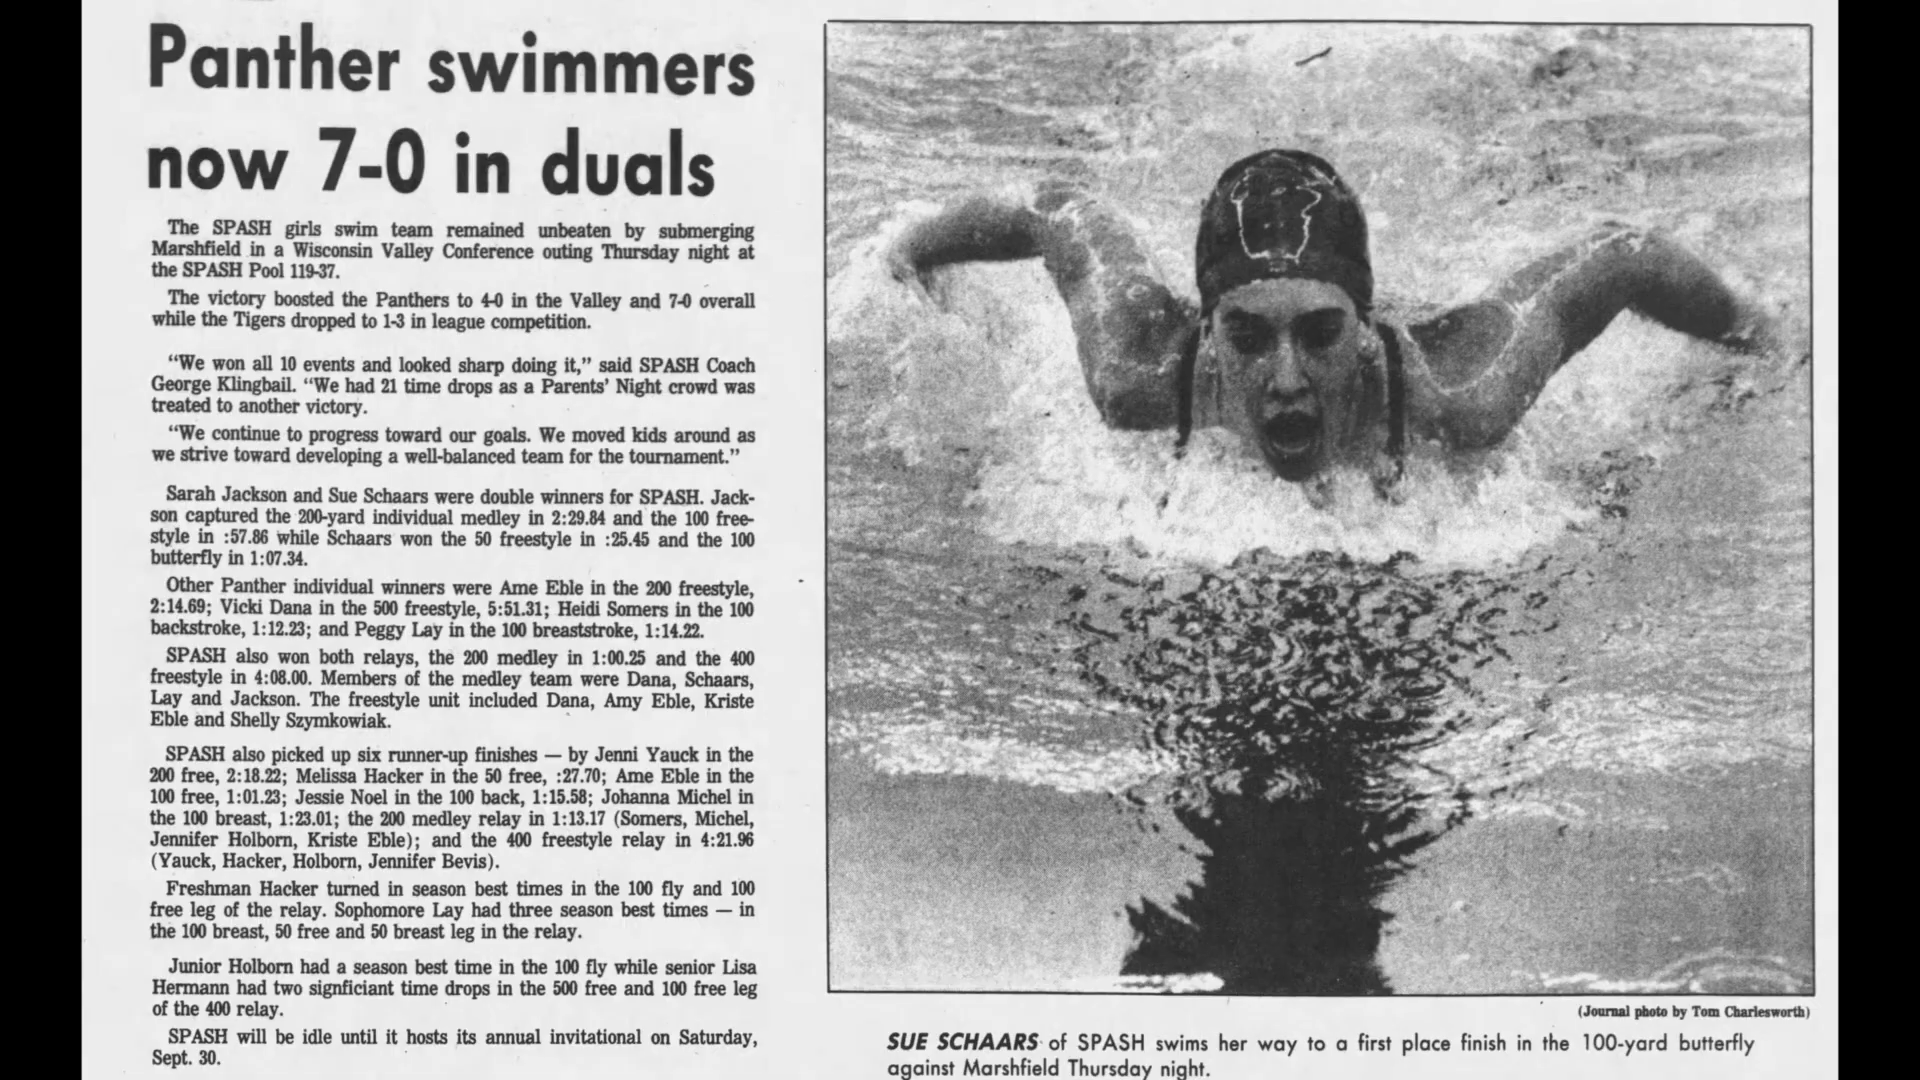 Panther swimmers
now 7-0 in duals
The SPASH girls swim team remained unbeaten by submerging
Marshfield in a Wisconsin Valley Conference outing Thursday night at
the SPASH Pool 119-37.
The victory boosted the Panthers to 4-0 in the Valley and 7-0 overall
while the Tigers dropped to 1-3 in league competition.
“We won all 10 events and looked sharp doing it,” said SPASH Coach
George Klingbail. “We had 21 time drops as a Parents’ Night crowd was
treated to another victory.
“We continue to progress toward our goals. We moved kids around as
we strive toward developing a well-balanced team for the tournament.”
Sarah Jackson and Sue Schaars were double winners for SPASH. Jack-
son captured the 200-yard individual medley in 2:29.84 and the 100 free-
style in :57.86 while Schaars won the 50 freestyle in :25.45 and the 100
butterfly in 1:07.34.
Other Panther individual winners were Ame Eble in the 200 freestyle,
2:14.69; Vicki Dana in the 500 freestyle, 5:51.31; Heidi Somers in the 100
backstroke, 1:12.23; and Peggy Lay in the 100 breaststroke, 1:14.22.
SPASH also won both relays, the 200 medley in 1:00.25 and the 400
freestyle in 4:08.00. Members of the medley team were Dana, Schaars,
Lay and Jackson. The freestyle unit included Dana, Amy Eble, Kriste
Eble and Shelly Szymkowiak.
SPASH also picked up six runner-up finishes — by Jenni Yauck in the
200 free, 2:18.22; Melissa Hacker in the 50 free, :27.70; Ame Eble in the
100 free, 1:01.23; Jessie Noel in the 100 back, 1:15.58; Johanna Michel in
the 100 breast, 1:23.01; the 200 medley relay in 1:13.17 (Somers, Michel,
Jennifer Holborn, Kriste Eble); and the 400 freestyle relay in 4:21.96
(Yauck, Hacker, Holborn, Jennifer Bevis).
Freshman Hacker turned in season best times in the 100 fly and 100
free leg of the relay. Sophomore Lay had three season best times — in
the 100 breast, 50 free and 50 breast leg in the relay.
Junior Holborn had a season best time in the 100 fly while senior Lisa
Hermann had two signficiant time drops in the 500 free and 100 free leg
of the 400 relay.
SPASH will be idle until it hosts its annual invitational on Saturday,
Sept. 30.
(Journal photo by Tom Charlesworth)
SUE SCHAARS of SPASH swims her way to a first place finish in the 100-yard butterfly
against Marshfield Thursday night.